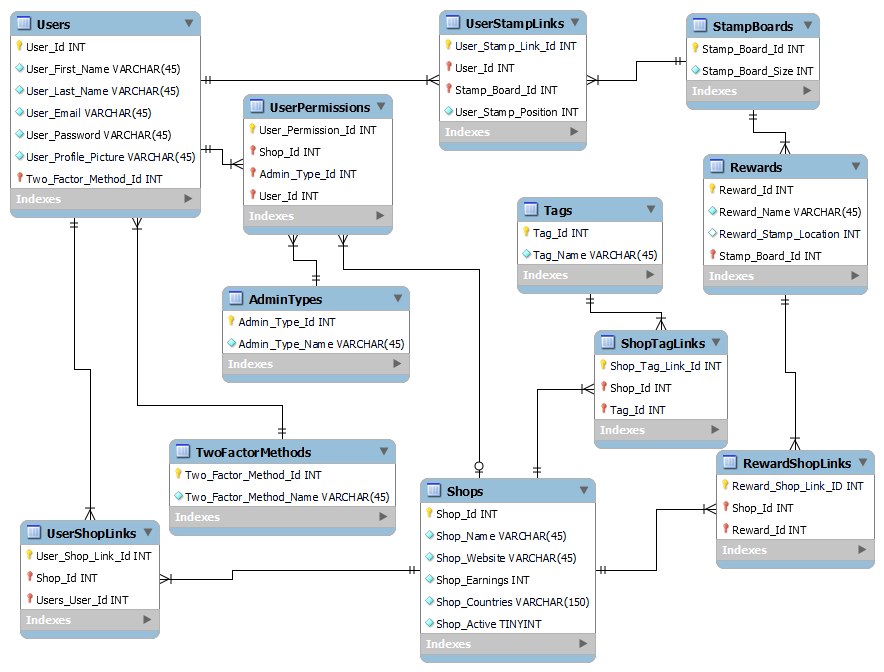 Users
User_Id INT
User_First_Name VARCHAR(45)
User_Last_Name VARCHAR(45)
User_Email VARCHAR(45)
User_Password VARCHAR(45)
User_Profile_Picture VARCHAR(45)
Two_Factor_Method_Id INT
Indexes
UserStampLinks
User_Stamp_Link_Id INT
User_Id INT
Stamp_Board_Id INT
User_Stamp_Position INT
Indexes
StampBoards
Stamp_Board_Id INT
Stamp_Board_Size INT
Indexes
UserPermissions
User_Permission_Id INT
Shop_Id INT
Admin_Type_Id INT
User_Id INT
Indexes
Rewards
Reward_Id INT
Reward_Name VARCHAR(45)
Reward_Stamp_Location INT
Stamp_Board_Id INT
Indexes
Tags
Tag_Id INT
Tag_Name VARCHAR(45)
Indexes
AdminTypes
Admin_Type_Id INT
Admin_Type_Name VARCHAR(45)
Indexes
ShopTagLinks
Shop_Tag_Link_Id INT
Shop_Id INT
Tag_Id INT
Indexes
TwoFactorMethods
Two_Factor_Method_Id INT
Two_Factor_Method_Name VARCHAR(45)
Indexes
RewardShopLinks
Reward_Shop_Link_ID INT
Shop_Id INT
Reward_Id INT
Indexes
Shops
Shop_Id INT
Shop_Name VARCHAR(45)
Shop_Website VARCHAR(45)
Shop_Earnings INT
Shop_Countries VARCHAR(150)
Shop_Active TINYINT
Indexes
UserShopLinks
User_Shop_Link_Id INT
Shop_Id INT
Users_User_Id INT
Indexes